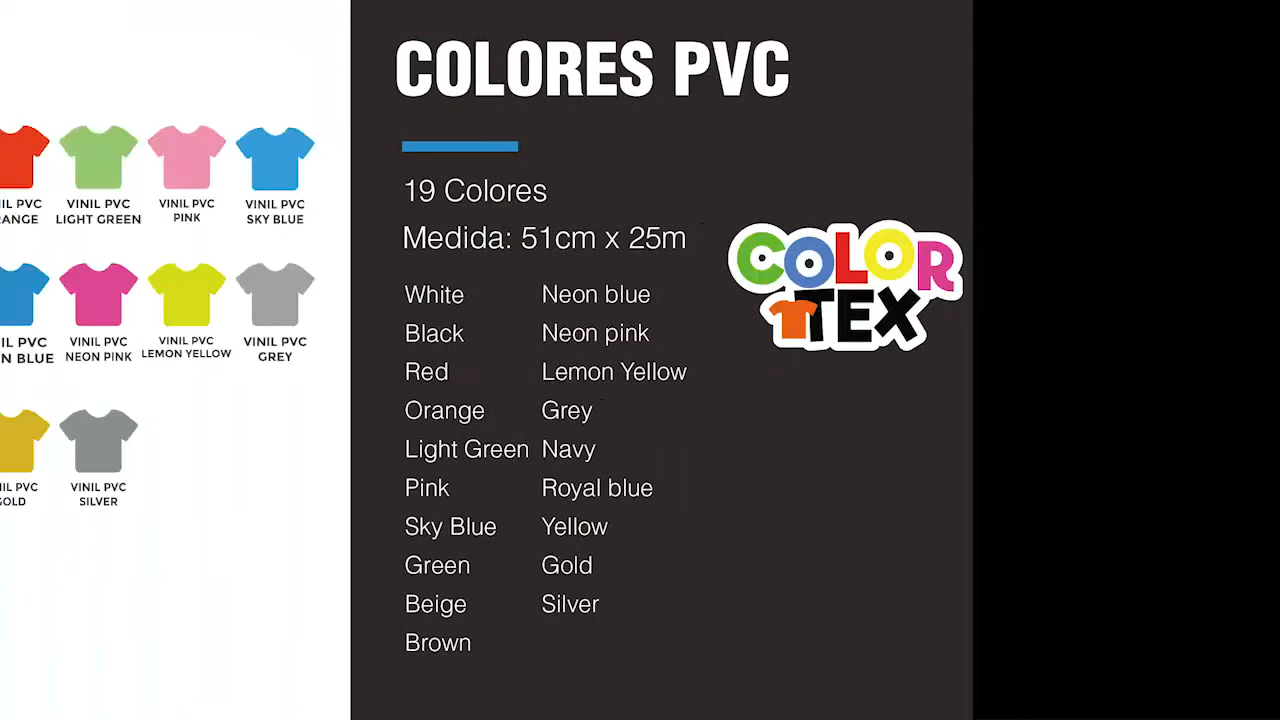 COLORES PVC
19 Colores
Medida: 51cm x 25m
White
Black
Red
Orange
Light Green
Pink
Sky Blue
Green
Beige
Brown
Neon blue
Neon pink
Lemon Yellow
Grey
Navy
Royal blue
Yellow
Gold
Silver
COLOR
TEX
VINIL PVC
LIGHT GREEN
VINIL PVC
PINK
VINIL PVC
SKY BLUE
VINIL PVC
NEON PINK
VINIL PVC
LEMON YELLOW
VINIL PVC
GREY
VINIL PVC
SILVER